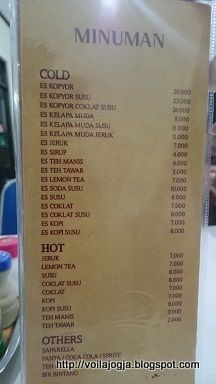 MINUMAN
COLD
ES KOPYOR 20.000
ES KOPYOR SUSU 23.000
ES KOPYOR COKLAT SUSU 24.000
ES KELAPA MUDA 8.000
ES KELAPA MUDA SUSU 11.000
ES KELAPA MUDA JERUK 11.000
ES JERUK 7.000
ES SIRUP 4.000
ES TEH MANIS 4.000
ES TEH TAWAR 3.000
ES LEMON TEA 7.000
ES SODA SUSU 10.000
ES SUSU 8.000
ES COKLAT 7.000
ES COKLAT SUSU 8.000
ES KOPI 7.000
ES KOPI SUSU 8.000
HOT
JERUK 7.000
LEMON TEA 7.000
SUSU 8.000
COKLAT SUSU 8.000
COKLAT 7.000
KOPI
KOPI SUSU
TEH MANIS 3.000
TEH TAWAR 2.000
OTHERS
SAPARELLA
FANTA / COCA COLA / SPRITE
TEH
BIR BINTANG
http://voilajogja.blogspot.com